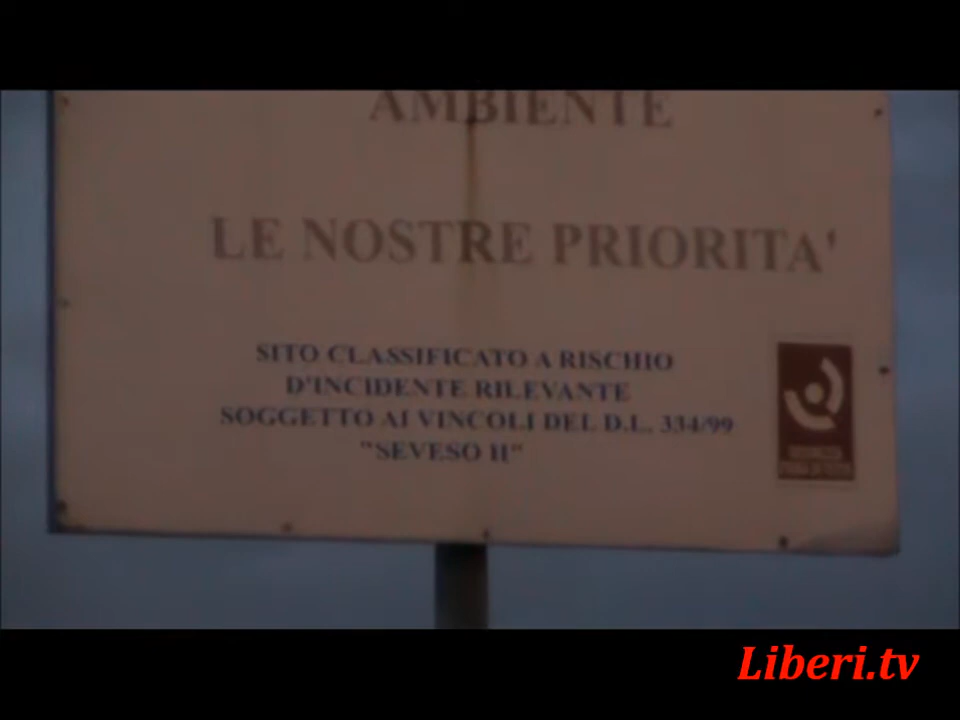 AMBIENTE
LE NOSTRE PRIORITA'
SITO CLASSIFICATO A RISCHIO
D'INCIDENTE RILEVANTE
SOGGETTO AI VINCOLI DEL D.L. 334/99
"SEVESO II"
Liberi.tv